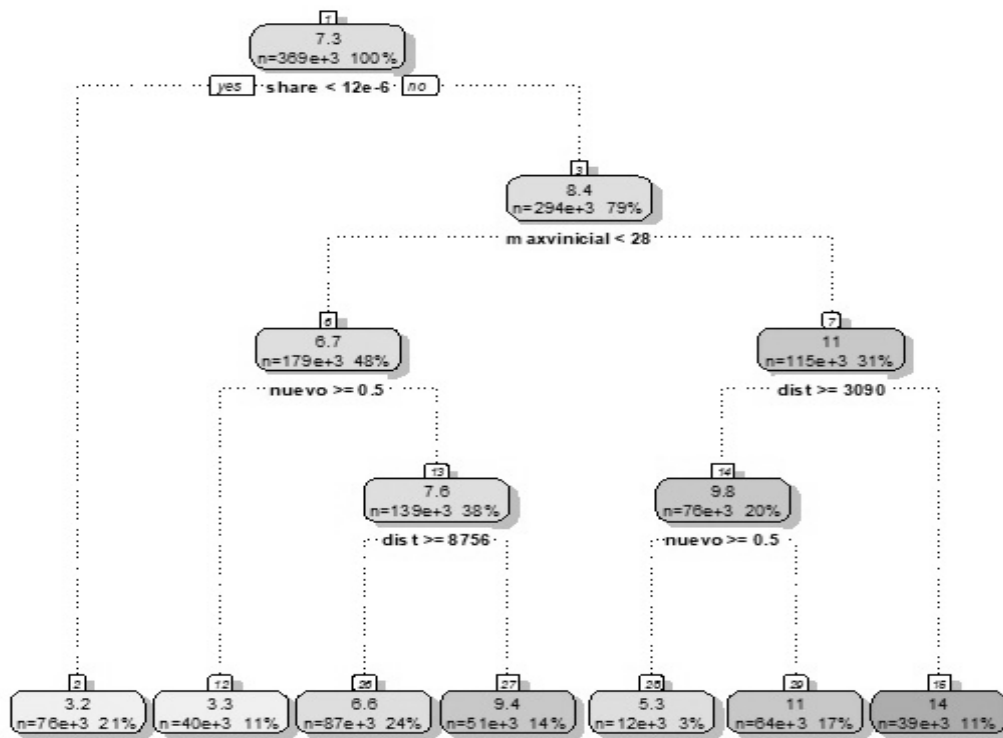 1
7.3
n=369e+3 100%
yes share < 12e-6 no
3
8.4
n=294e+3 79%
maxvinicial < 28
6
6.7
n=179e+3 48%
nuevo >= 0.5
7
11
n=115e+3 31%
dist >= 3090
13
7.6
n=139e+3 38%
dist >= 8756
14
9.8
n=76e+3 20%
nuevo >= 0.5
2
3.2
n=76e+3 21%
12
3.3
n=40e+3 11%
26
6.6
n=87e+3 24%
27
9.4
n=51e+3 14%
28
5.3
n=12e+3 3%
29
11
n=64e+3 17%
15
14
n=39e+3 11%